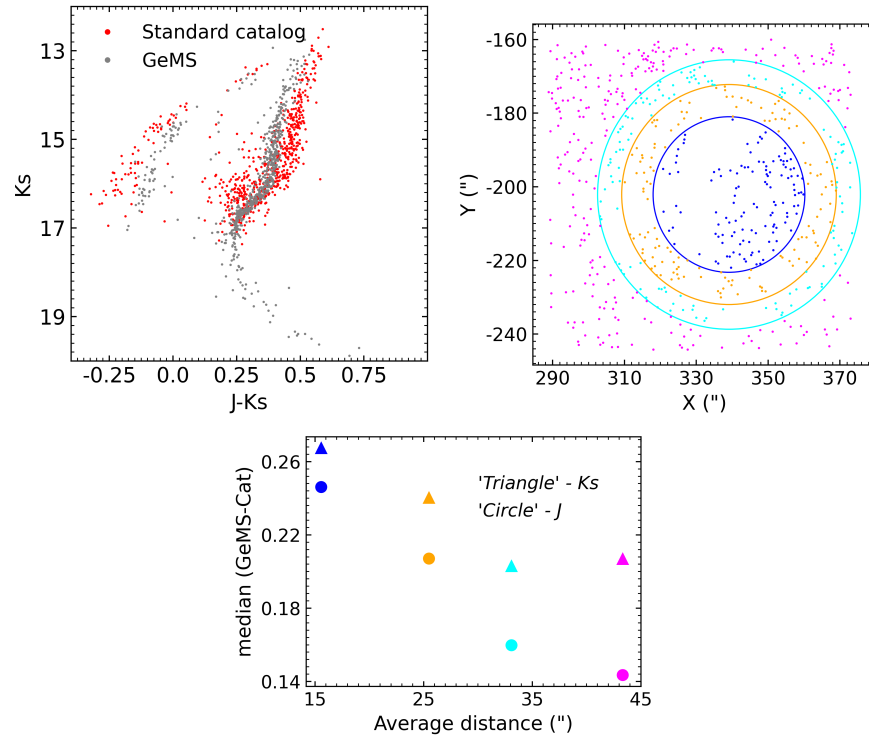 Standard catalog
GeMS
Ks
13
15
17
19
-0.25
0.0
0.25
0.5
0.75
J-Ks
Y (")
-160
-180
-200
-220
-240
290
310
330
350
370
X (")
median (GeMS-Cat)
0.26
0.22
0.18
0.14
'Triangle' - Ks
'Circle' - J
15
25
35
45
Average distance (")